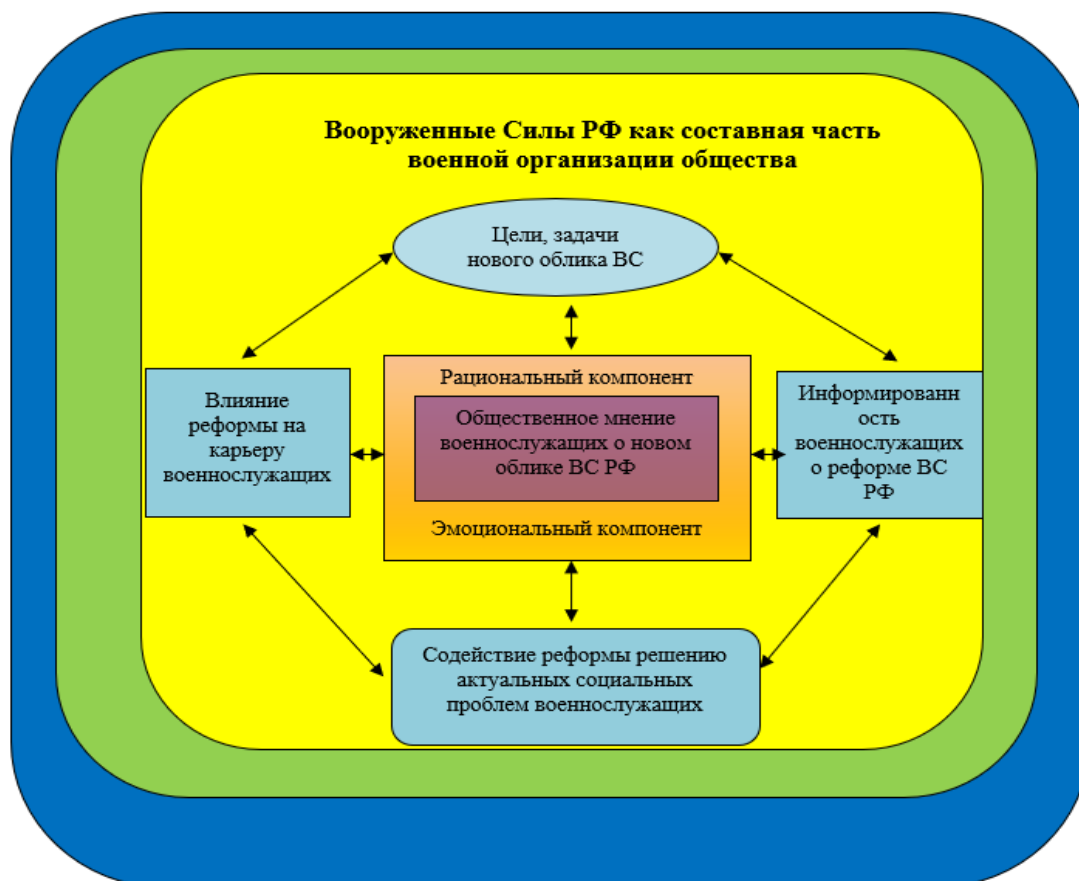 Вооруженные Силы РФ как составная часть
военной организации общества
Цели, задачи
нового облика ВС
Рациональный компонент
Влияние
реформы на
карьеру
военнослужащих
Общественное мнение
военнослужащих о новом
облике ВС РФ
Информированн
ость
военнослужащих
о реформе ВС
РФ
Эмоциональный компонент
Содействие реформы решению
актуальных социальных
проблем военнослужащих